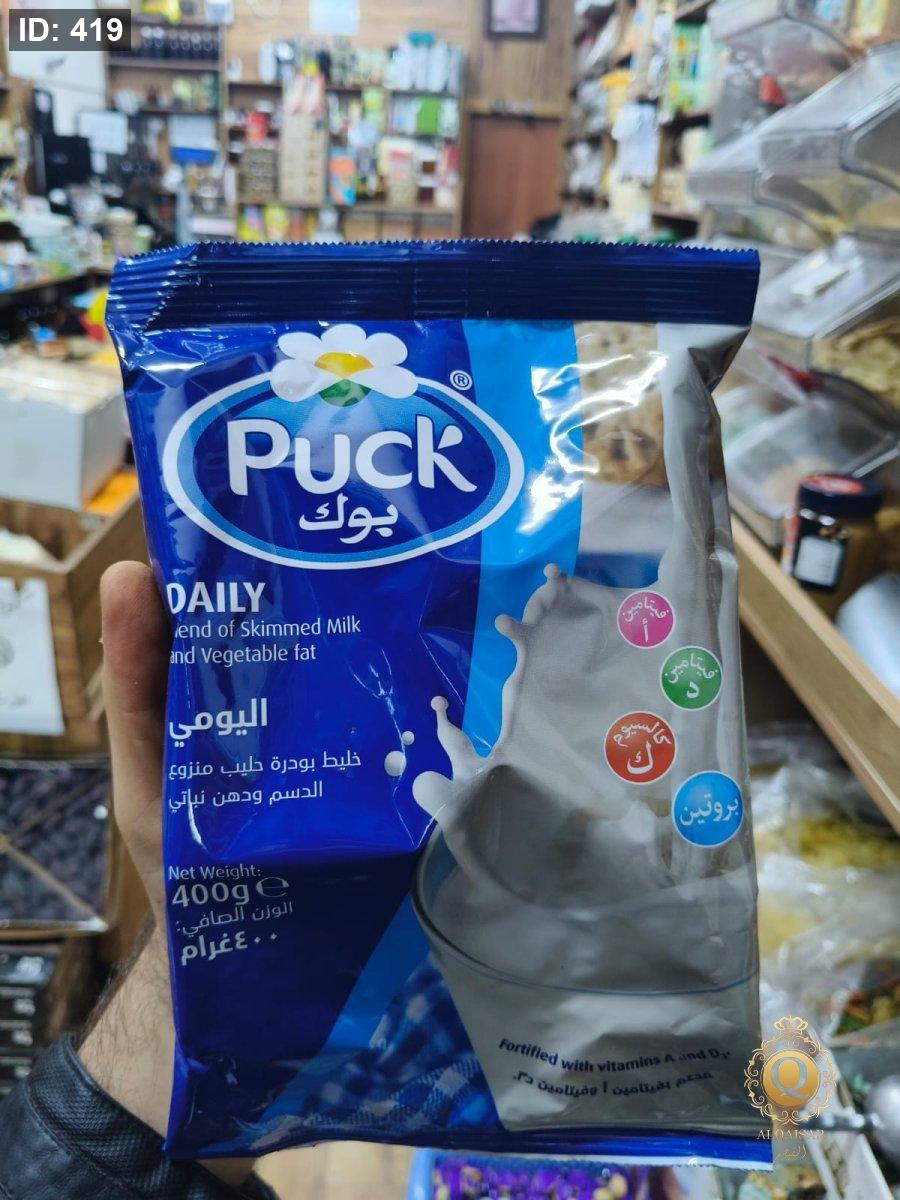 ID: 419
Puck
®
بوك
DAILY
lend of Skimmed Milk
and Vegetable fat
اليومي
خليط بودرة حليب منزوع
الدسم ودهن نباتي
Net Weight:
400g ℮
الوزن الصافي:
٤٠٠غرام
فيتامين
أ
فيتامين
د
كالسيوم
ك
بروتين
Fortified with vitamins A and D₃.
مدعم بفيتامين أ وفيتامين د٣.
Q
ALQAISAR
القيصر